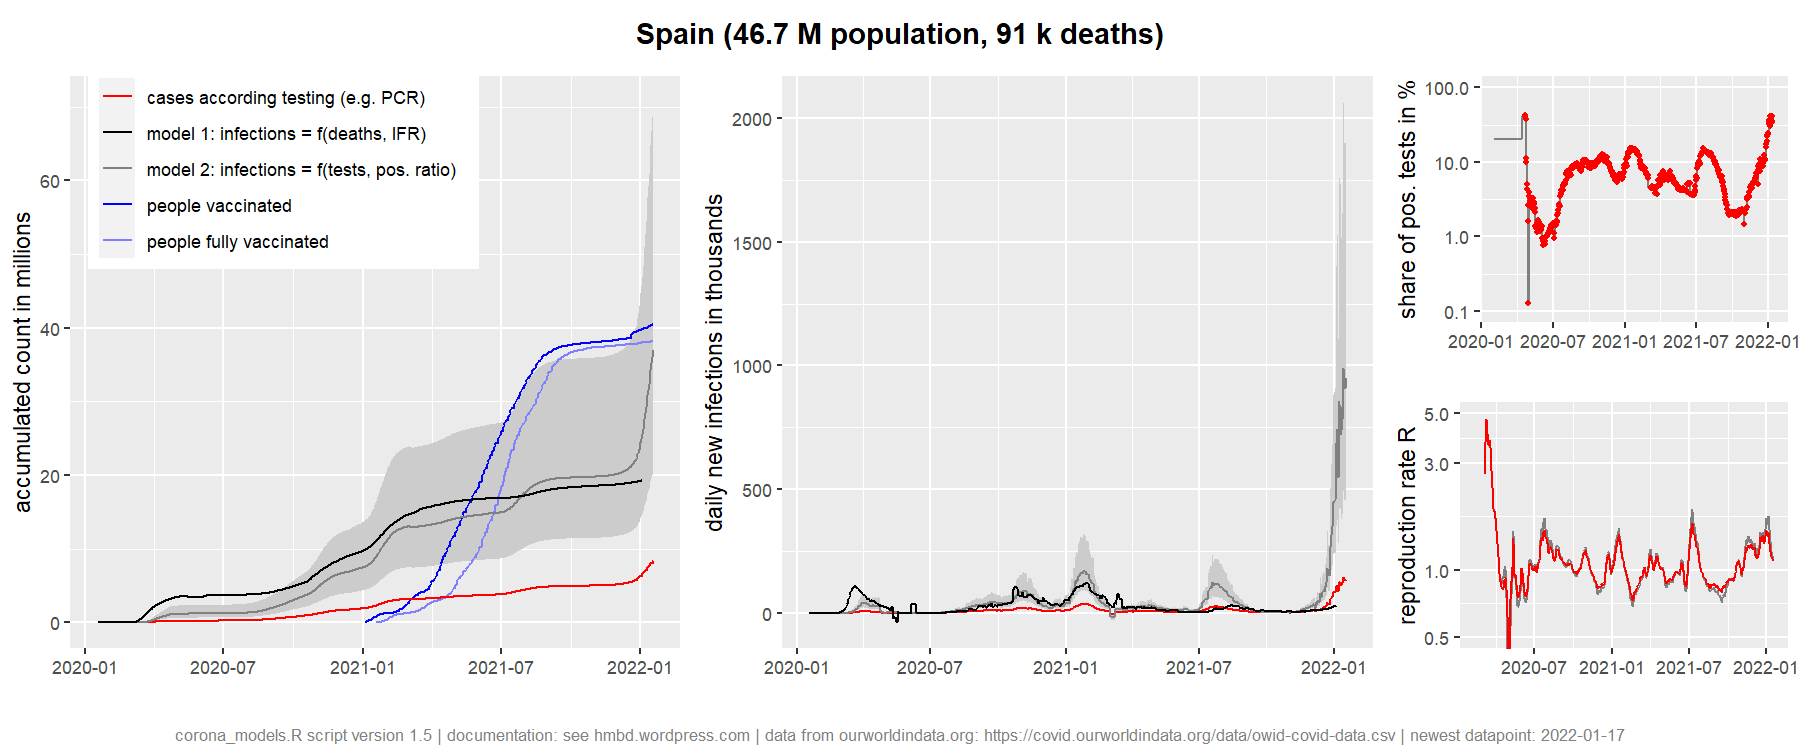 Spain (46.7 M population, 91 k deaths)
cases according testing (e.g. PCR)
model 1: infections = f(deaths, IFR)
model 2: infections = f(tests, pos. ratio)
people vaccinated
people fully vaccinated
accumulated count in millions
60
40
20
0
2020-01 2020-07 2021-01 2021-07 2022-01
daily new infections in thousands
2000
1500
1000
500
0
2020-01 2020-07 2021-01 2021-07 2022-01
share of pos. tests in %
100.0
10.0
1.0
0.1
2020-01 2020-07 2021-01 2021-07 2022-01
reproduction rate R
5.0
3.0
1.0
0.5
2020-07 2021-01 2021-07 2022-01
corona_models.R script version 1.5 | documentation: see hmbd.wordpress.com | data from ourworldindata.org: https://covid.ourworldindata.org/data/owid-covid-data.csv | newest datapoint: 2022-01-17